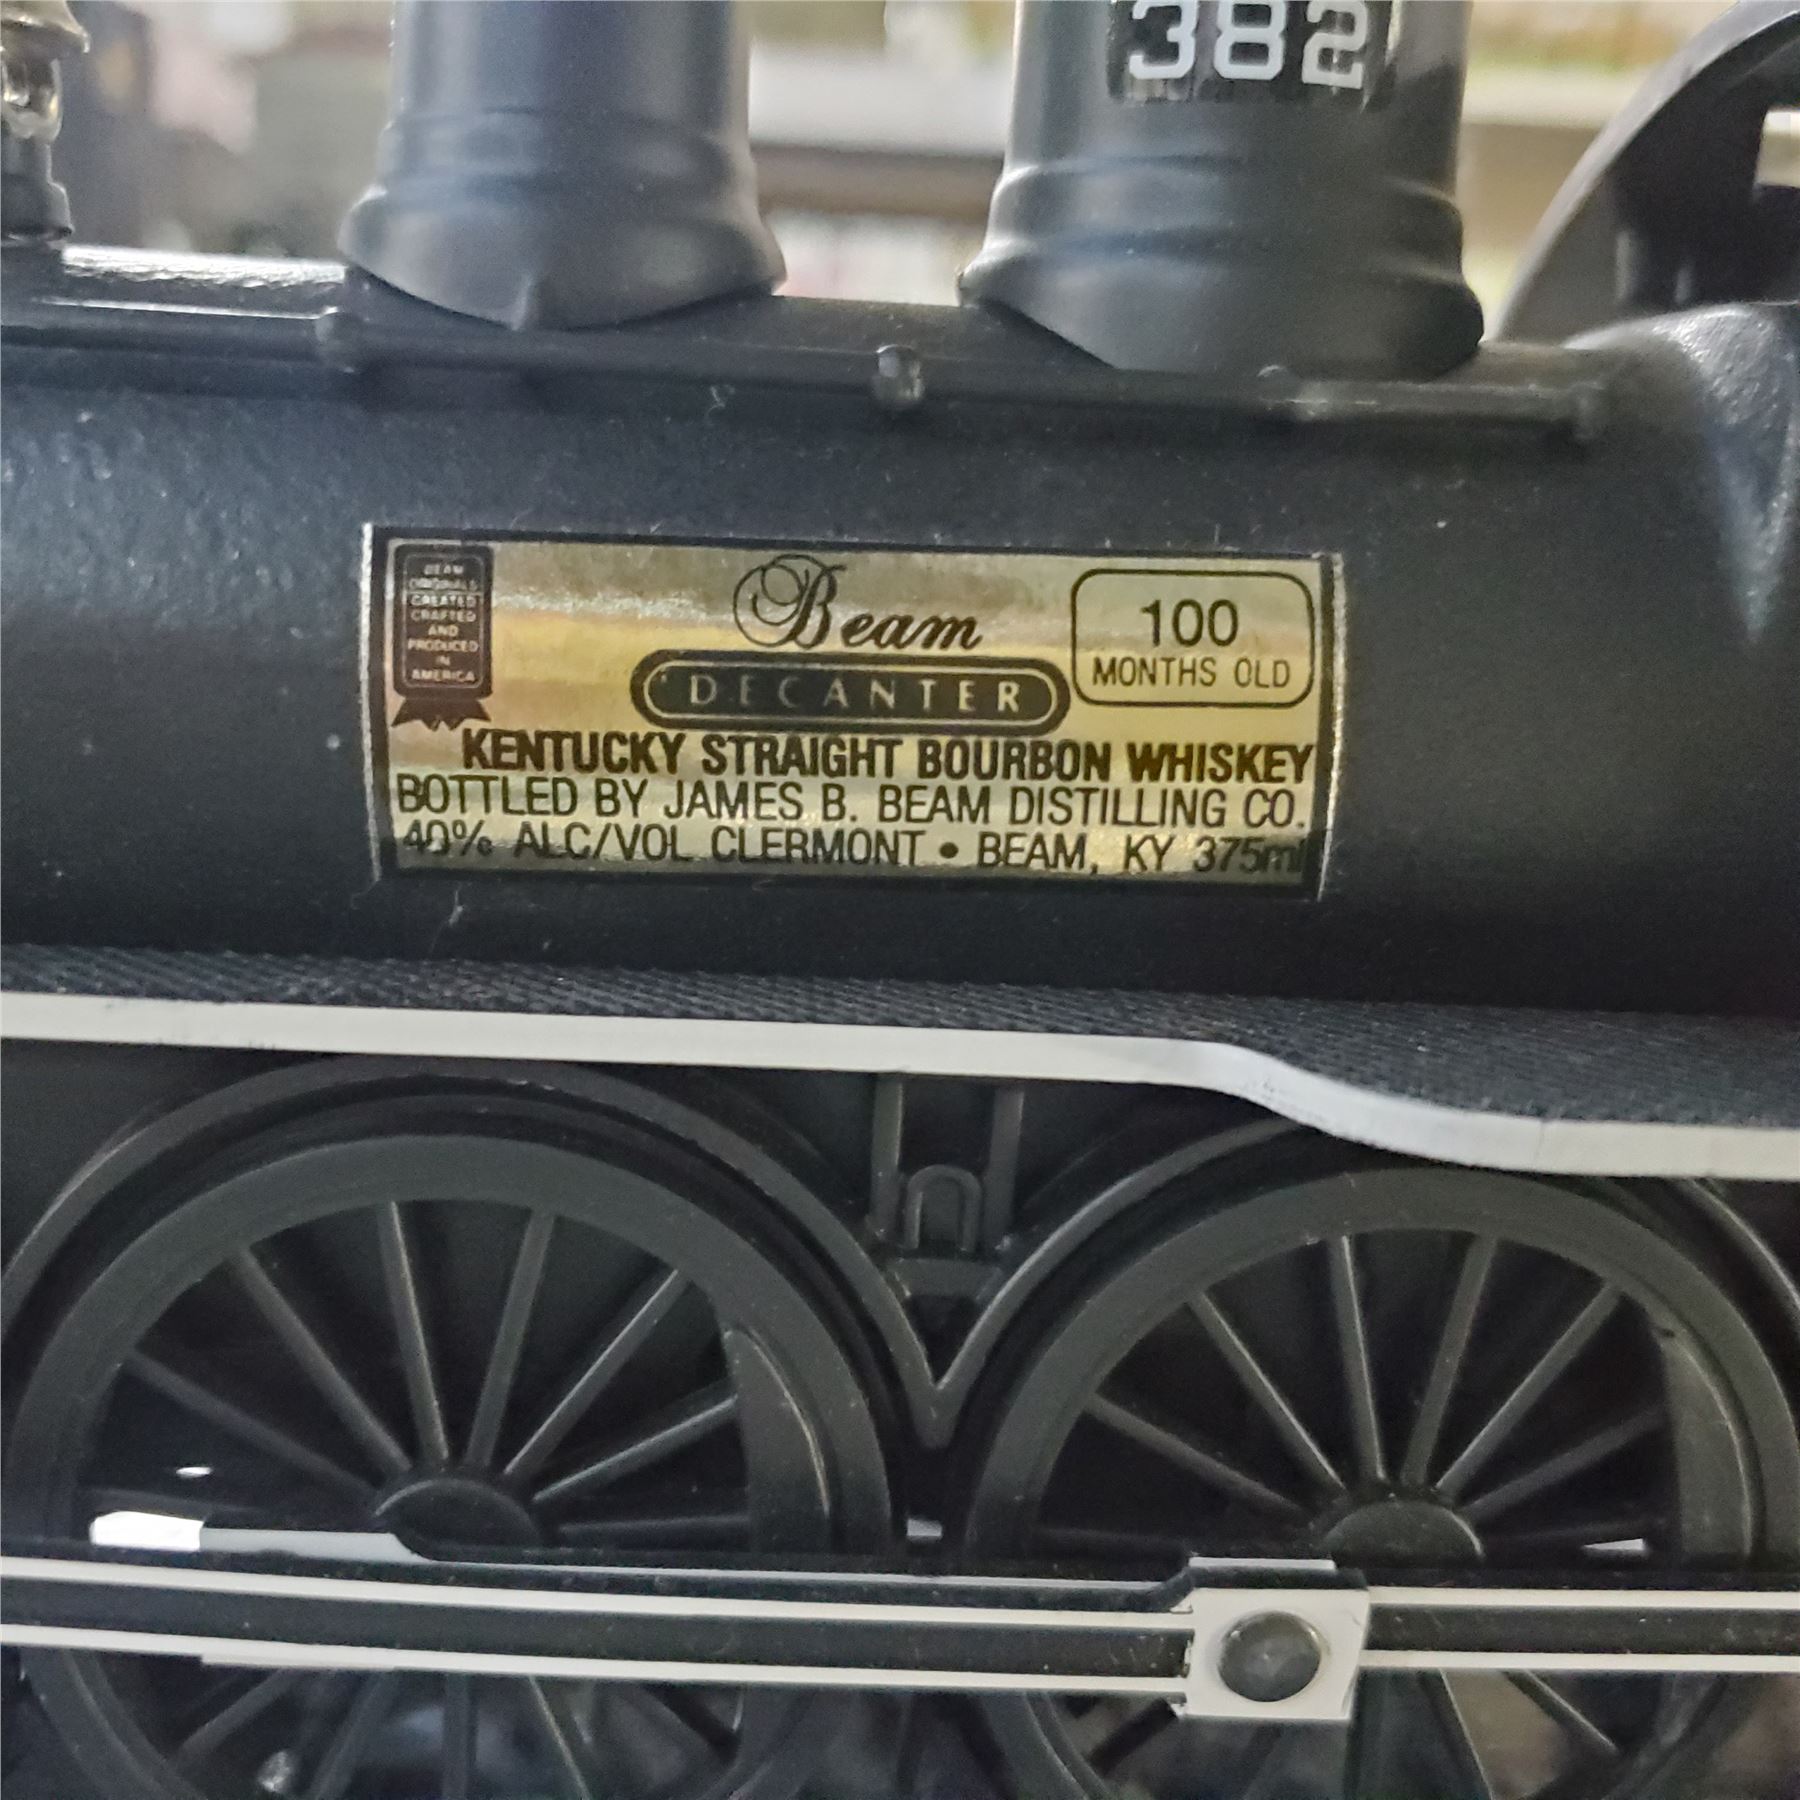 382
BEAM
ORIGINALS
CREATED
CRAFTED
AND
PRODUCED
IN
AMERICA
Beam
DECANTER
100
MONTHS OLD
KENTUCKY STRAIGHT BOURBON WHISKEY
BOTTLED BY JAMES B. BEAM DISTILLING CO.
40% ALC/VOL CLERMONT • BEAM, KY 375ml